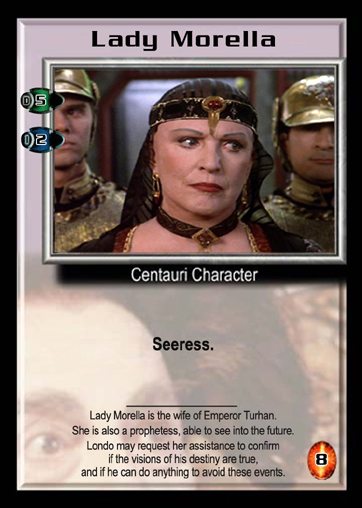 Lady Morella
D5
D2
Centauri Character
Seeress.
Lady Morella is the wife of Emperor Turhan.
She is also a prophetess, able to see into the future.
Londo may request her assistance to confirm
if the visions of his destiny are true,
and if he can do anything to avoid these events.
8